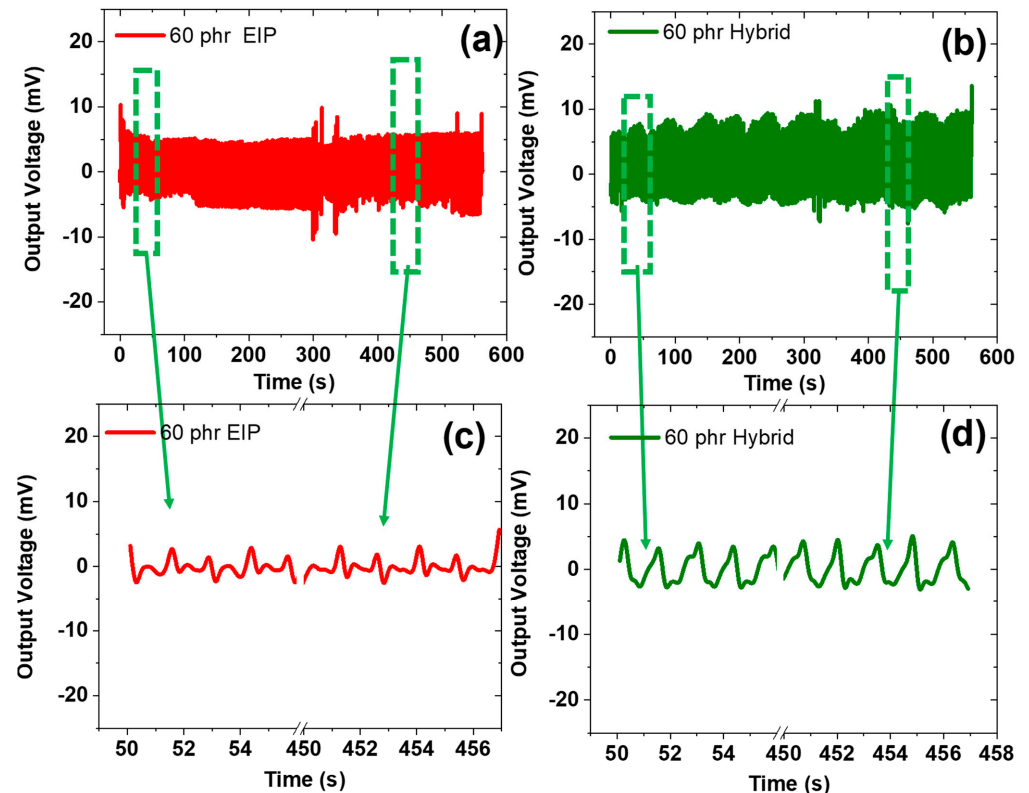 60 phr EIP
(a)
20
10
0
-10
-20
Output Voltage (mV)
0 100 200 300 400 500 600
Time (s)
60 phr Hybrid
(b)
20
10
0
-10
-20
Output Voltage (mV)
0 100 200 300 400 500 600
Time (s)
60 phr EIP
(c)
20
10
0
-10
-20
Output Voltage (mV)
50 52 54 450 452 454 456
Time (s)
60 phr Hybrid
(d)
20
10
0
-10
-20
Output Voltage (mV)
50 52 54 450 452 454 456 458
Time (s)